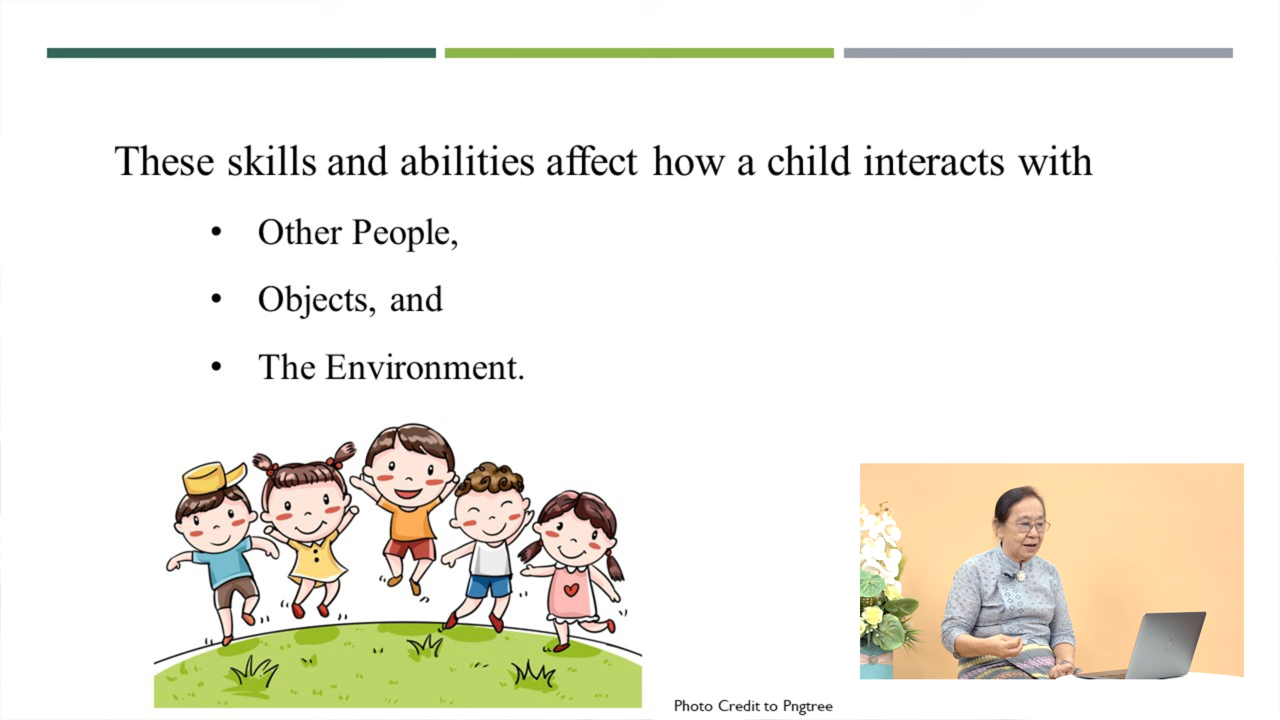 These skills and abilities affect how a child interacts with
• Other People,
• Objects, and
• The Environment.
Photo Credit to Pngtree